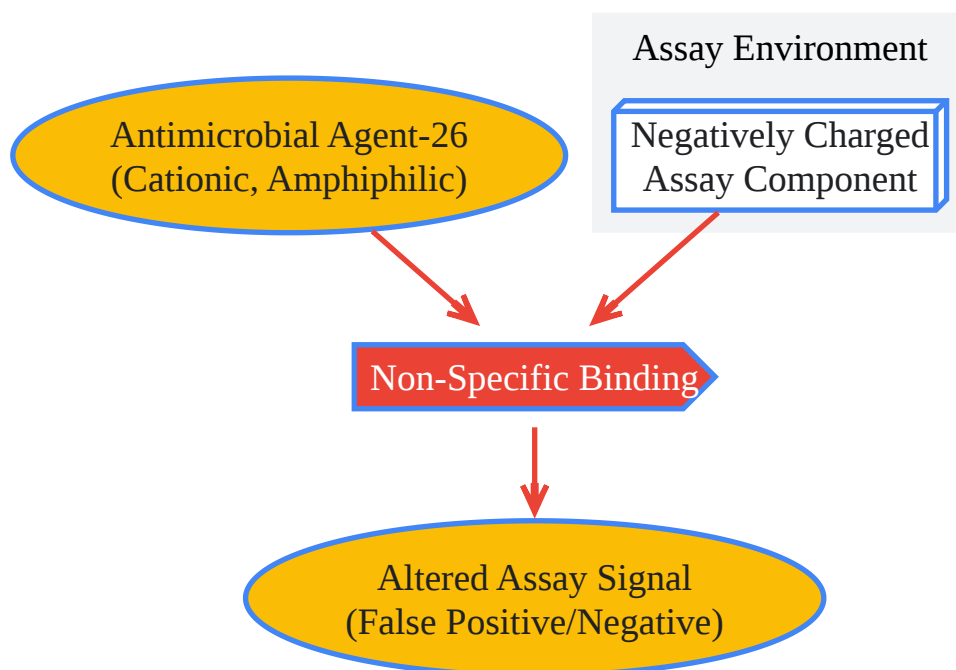 Assay Environment
Antimicrobial Agent-26
(Cationic, Amphiphilic)
Negatively Charged
Assay Component
Non-Specific Binding
Altered Assay Signal
(False Positive/Negative)